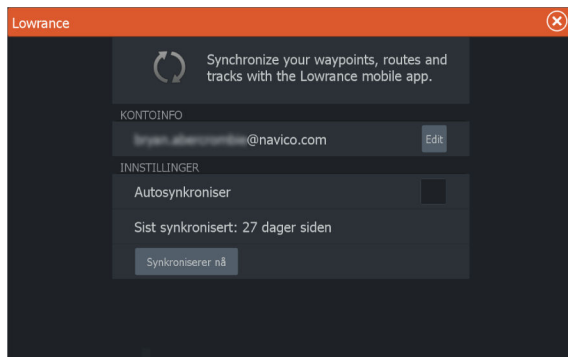 Lowrance
Synchronize your waypoints, routes and
tracks with the Lowrance mobile app.
KONTOINFO
@navico.com
Edit
INNSTILLINGER
Autosynkroniser
Sist synkronisert: 27 dager siden
Synkroniserer nå